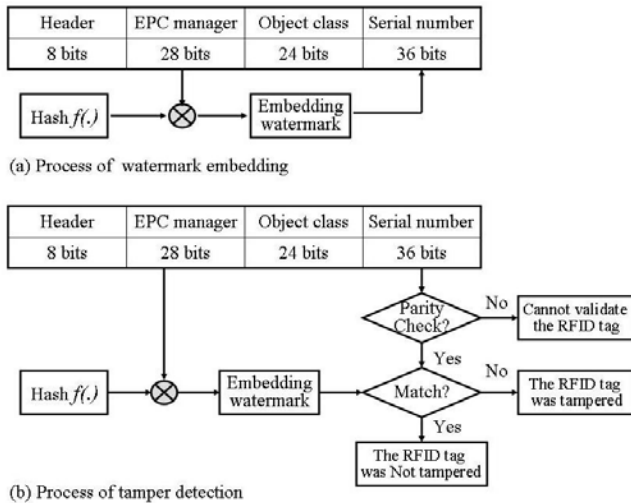 Header EPC manager Object class Serial number
8 bits 28 bits 24 bits 36 bits
Hash f(.)
Embedding
watermark
(a) Process of watermark embedding
Header EPC manager Object class Serial number
8 bits 28 bits 24 bits 36 bits
Parity
Check?
No
Cannot validate
the RFID tag
Yes
Hash f(.)
Embedding
watermark
Match?
No
The RFID tag
was tampered
Yes
The RFID tag
was Not tampered
(b) Process of tamper detection